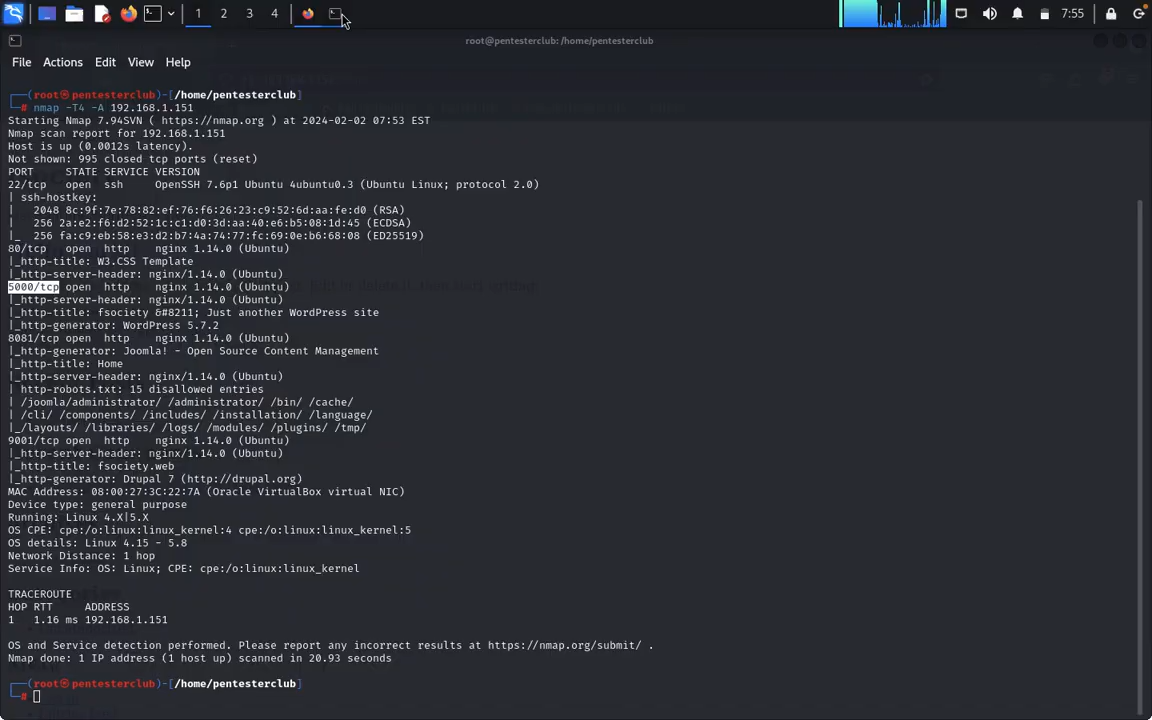 1 2 3 4 7:55
root@pentesterclub: /home/pentesterclub
File Actions Edit View Help
┌──(root㉿pentesterclub)-[/home/pentesterclub]
└─# nmap -T4 -A 192.168.1.151
Starting Nmap 7.94SVN ( https://nmap.org ) at 2024-02-02 07:53 EST
Nmap scan report for 192.168.1.151
Host is up (0.0012s latency).
Not shown: 995 closed tcp ports (reset)
PORT     STATE SERVICE VERSION
22/tcp   open  ssh     OpenSSH 7.6p1 Ubuntu 4ubuntu0.3 (Ubuntu Linux; protocol 2.0)
| ssh-hostkey:
|   2048 8c:9f:7e:78:82:ef:76:f6:26:23:c9:52:6d:aa:fe:d0 (RSA)
|   256 2a:e2:f6:d2:52:1c:c1:d0:3d:aa:40:e6:b5:08:1d:45 (ECDSA)
|_  256 fa:c9:eb:58:e3:d2:b7:4a:74:77:fc:69:0e:b6:68:08 (ED25519)
80/tcp   open  http    nginx 1.14.0 (Ubuntu)
|_http-title: W3.CSS Template
|_http-server-header: nginx/1.14.0 (Ubuntu)
5000/tcp open  http    nginx 1.14.0 (Ubuntu)
|_http-server-header: nginx/1.14.0 (Ubuntu)
|_http-title: fsociety &#8211; Just another WordPress site
|_http-generator: WordPress 5.7.2
8081/tcp open  http    nginx 1.14.0 (Ubuntu)
|_http-generator: Joomla! - Open Source Content Management
|_http-title: Home
|_http-server-header: nginx/1.14.0 (Ubuntu)
| http-robots.txt: 15 disallowed entries
| /joomla/administrator/ /administrator/ /bin/ /cache/
| /cli/ /components/ /includes/ /installation/ /language/
|_/layouts/ /libraries/ /logs/ /modules/ /plugins/ /tmp/
9001/tcp open  http    nginx 1.14.0 (Ubuntu)
|_http-server-header: nginx/1.14.0 (Ubuntu)
|_http-title: fsociety.web
|_http-generator: Drupal 7 (http://drupal.org)
MAC Address: 08:00:27:3C:22:7A (Oracle VirtualBox virtual NIC)
Device type: general purpose
Running: Linux 4.X|5.X
OS CPE: cpe:/o:linux:linux_kernel:4 cpe:/o:linux:linux_kernel:5
OS details: Linux 4.15 - 5.8
Network Distance: 1 hop
Service Info: OS: Linux; CPE: cpe:/o:linux:linux_kernel
TRACEROUTE
HOP RTT     ADDRESS
1   1.16 ms 192.168.1.151
OS and Service detection performed. Please report any incorrect results at https://nmap.org/submit/ .
Nmap done: 1 IP address (1 host up) scanned in 20.93 seconds
┌──(root㉿pentesterclub)-[/home/pentesterclub]
└─#